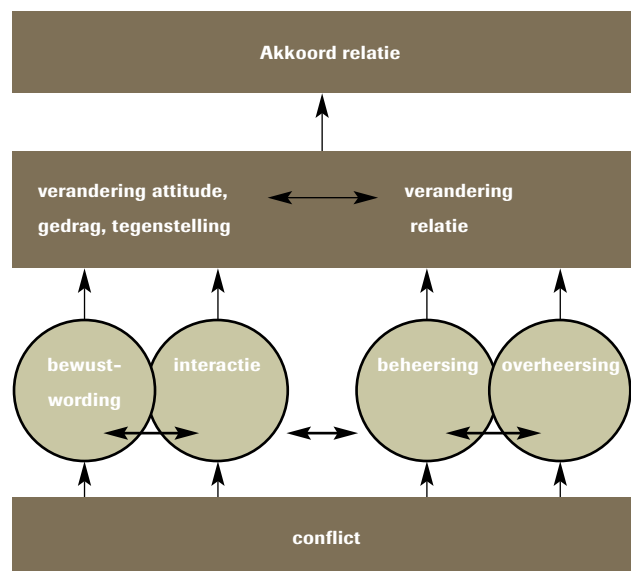 Akkoord relatie
verandering attitude,
gedrag, tegenstelling
verandering
relatie
bewust-
wording
interactie
beheersing
overheersing
conflict